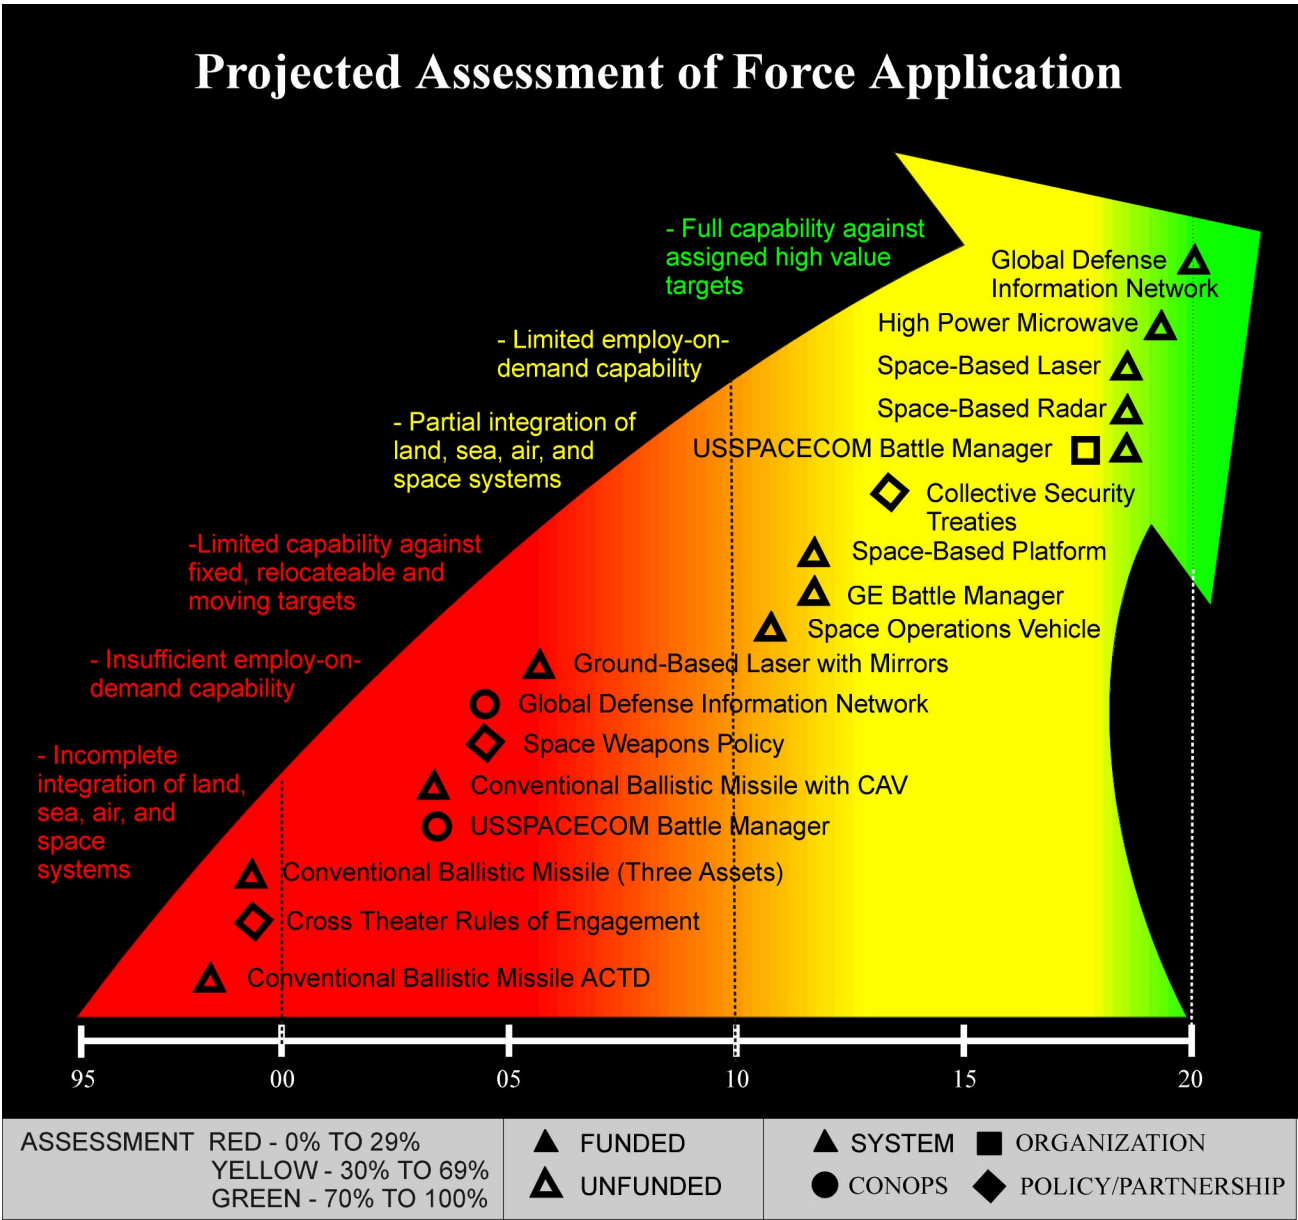 Projected Assessment of Force Application
- Full capability against
assigned high value
targets
- Limited employ-on-
demand capability
- Partial integration of
land, sea, air, and
space systems
-Limited capability against
fixed, relocateable and
moving targets
- Insufficient employ-on-
demand capability
- Incomplete
integration of land,
sea, air, and
space
systems
Global Defense
Information Network
High Power Microwave
Space-Based Laser
Space-Based Radar
USSPACECOM Battle Manager
Collective Security
Treaties
Space-Based Platform
GE Battle Manager
Space Operations Vehicle
Ground-Based Laser with Mirrors
Global Defense Information Network
Space Weapons Policy
Conventional Ballistic Missile with CAV
USSPACECOM Battle Manager
Conventional Ballistic Missile (Three Assets)
Cross Theater Rules of Engagement
Conventional Ballistic Missile ACTD
95 00 05 10 15 20
ASSESSMENT RED - 0% TO 29%
YELLOW - 30% TO 69%
GREEN - 70% TO 100%
FUNDED
UNFUNDED
SYSTEM ORGANIZATION
CONOPS POLICY/PARTNERSHIP